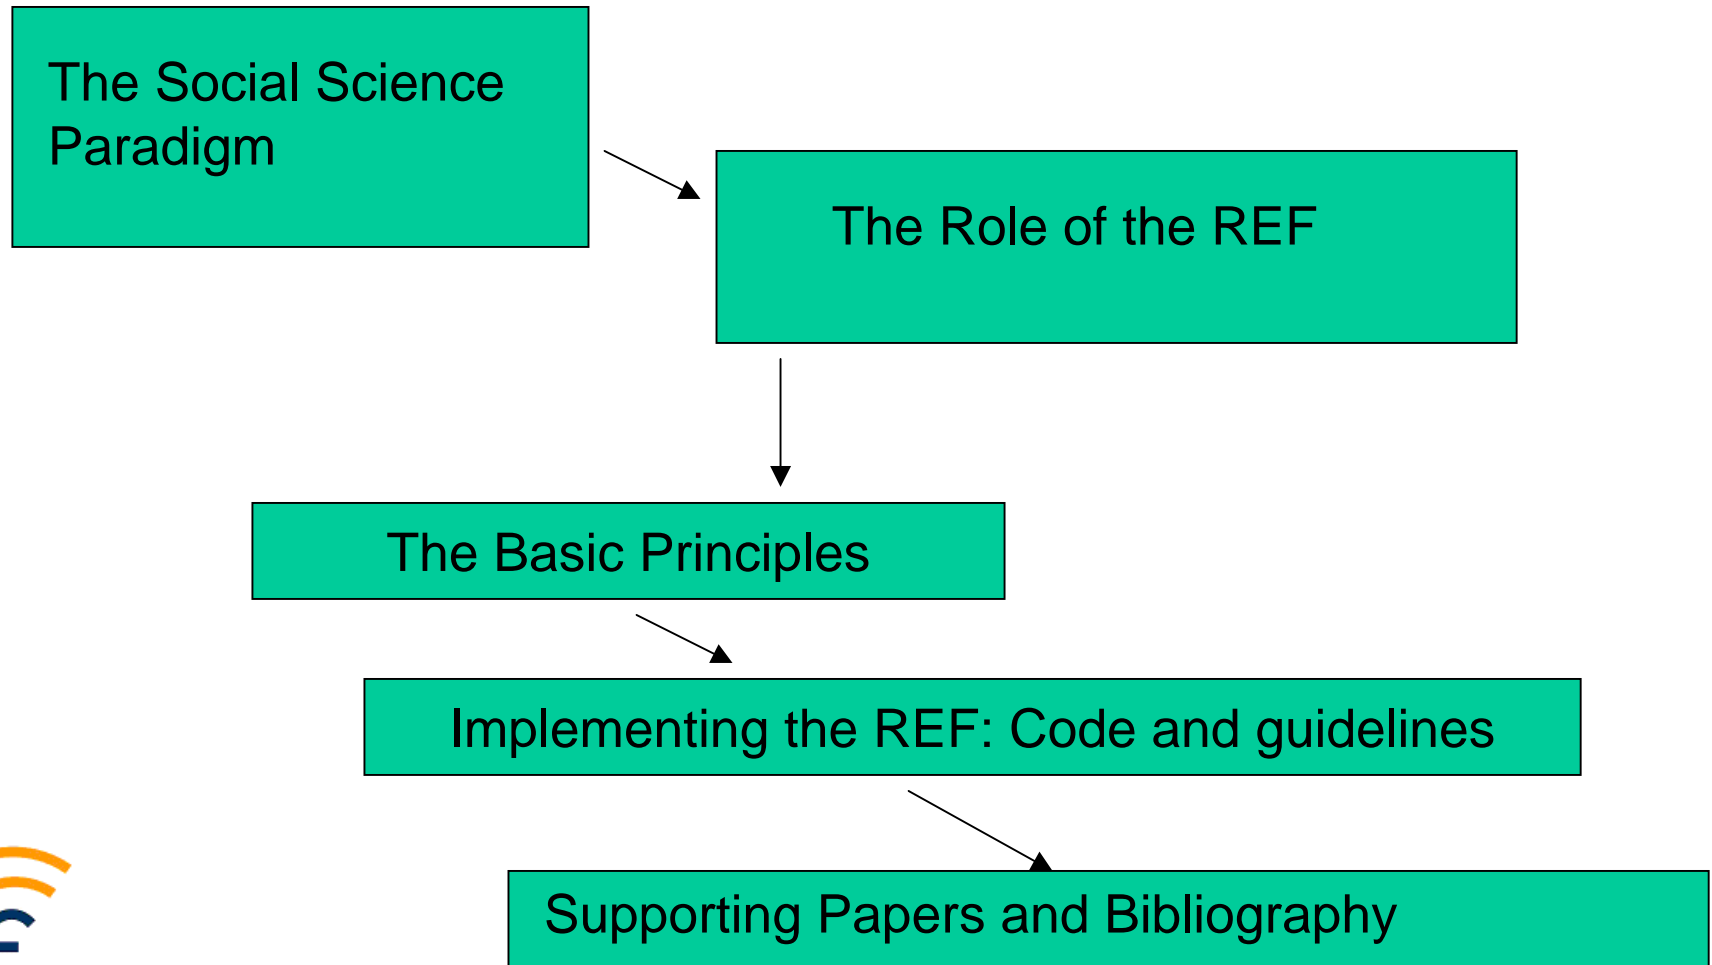 The Social Science
Paradigm
The Role of the REF
The Basic Principles
Implementing the REF: Code and guidelines
Supporting Papers and Bibliography